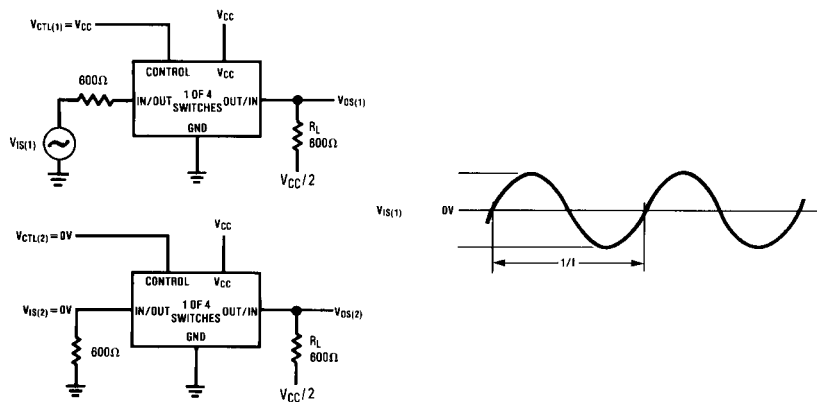 VCTL(1) = VCC
VCC
CONTROL
VCC
600Ω
IN/OUT
1 OF 4
SWITCHES
OUT/IN
VOS(1)
GND
VIS(1)
RL
600Ω
VCC/2
VIS(1)
0V
1/f
VCTL(2) = 0V
VCC
CONTROL
VCC
VIS(2) = 0V
IN/OUT
1 OF 4
SWITCHES
OUT/IN
VOS(2)
GND
600Ω
RL
600Ω
VCC/2